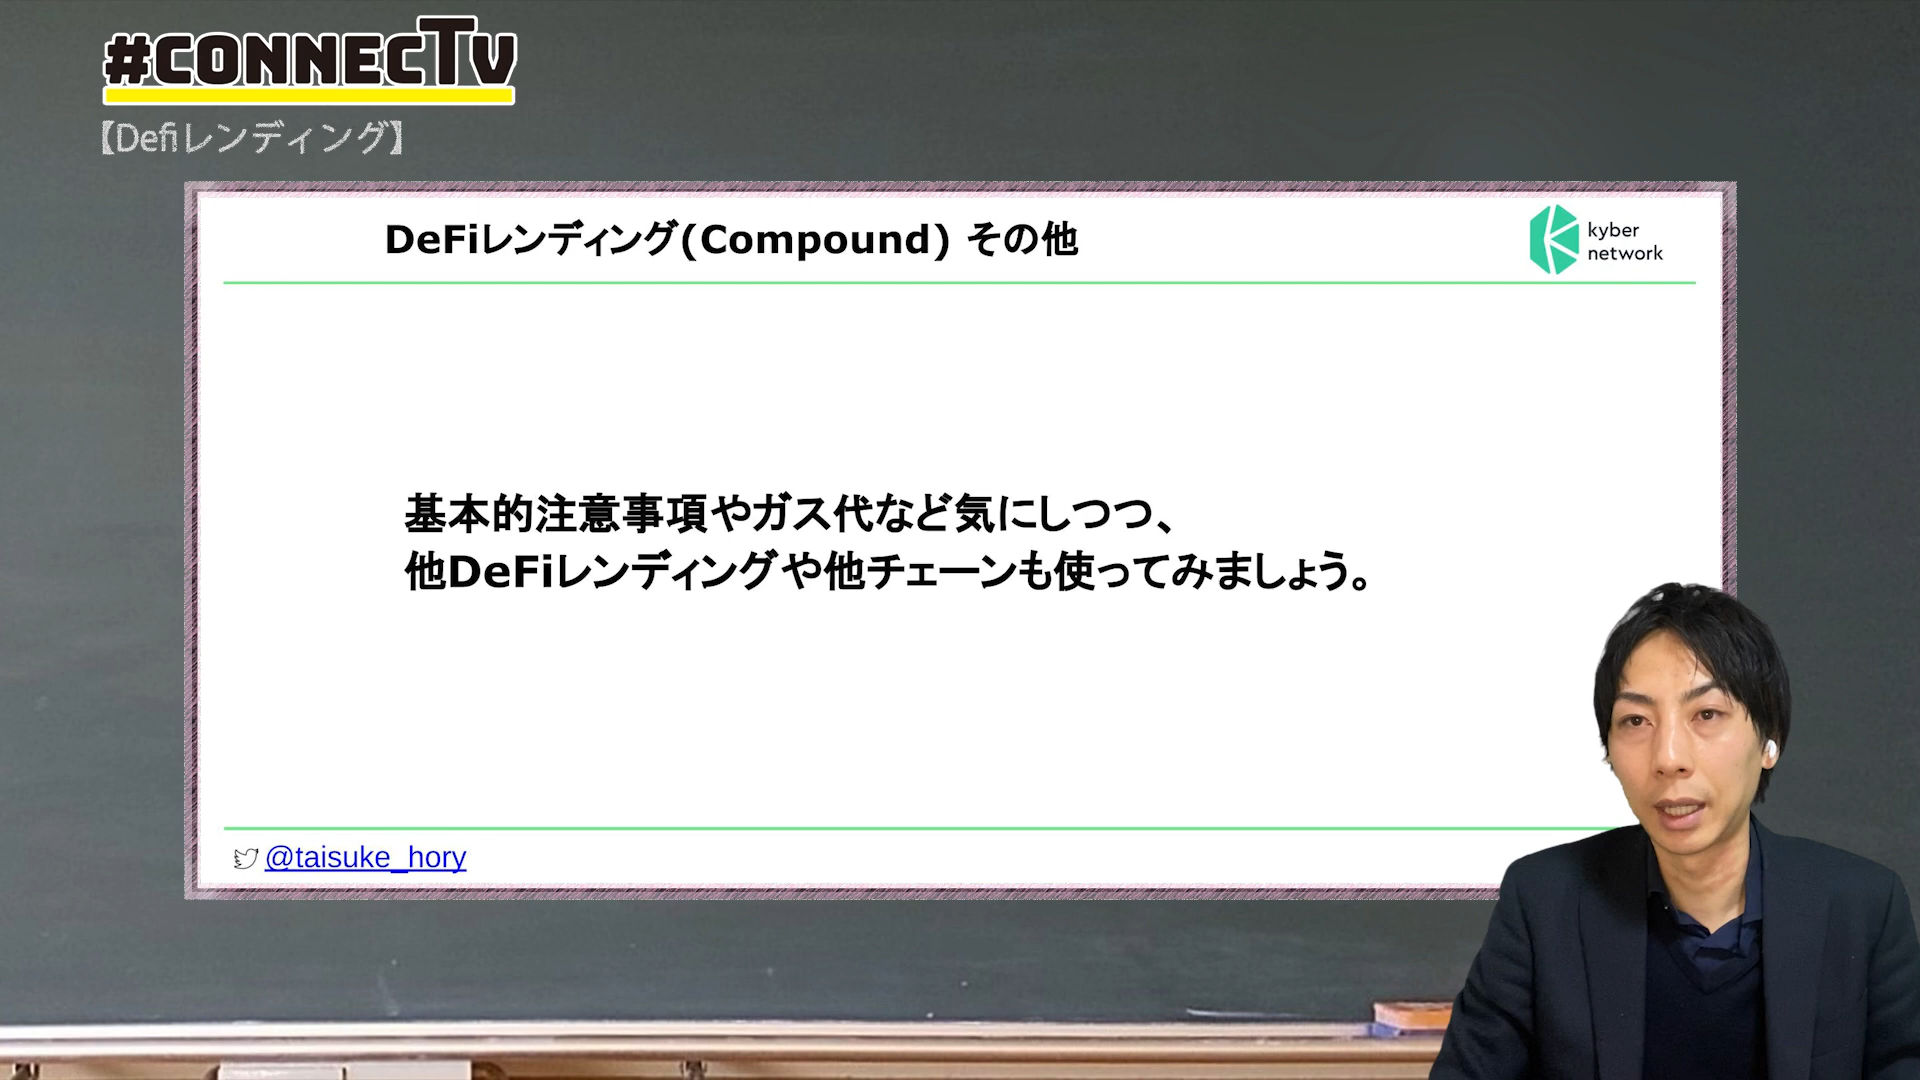 #CONNECTV
【Defiレンディング】
DeFiレンディング(Compound) その他
kyber
network
基本的注意事項やガス代など気にしつつ、
他DeFiレンディングや他チェーンも使ってみましょう。
@taisuke_hory